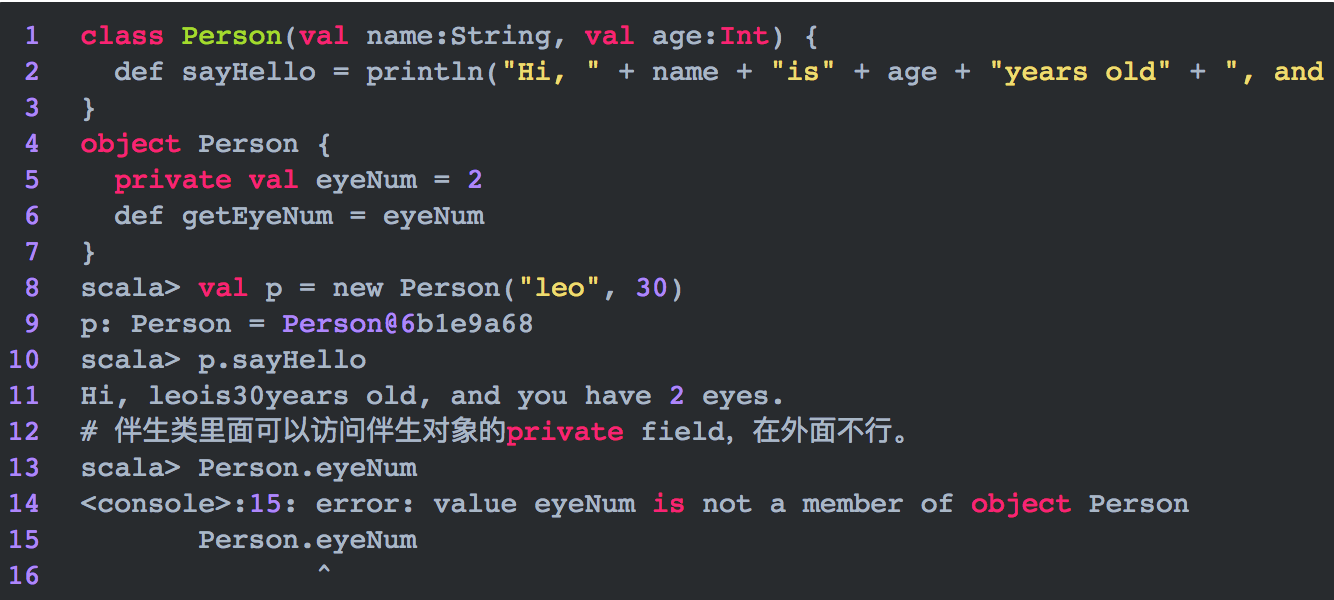 1 class Person(val name:String, val age:Int) {
2 def sayHello = println("Hi, " + name + "is" + age + "years old" + ", and
3 }
4 object Person {
5 private val eyeNum = 2
6 def getEyeNum = eyeNum
7 }
8 scala> val p = new Person("leo", 30)
9 p: Person = Person@6b1e9a68
10 scala> p.sayHello
11 Hi, leois30years old, and you have 2 eyes.
12 # 伴生类里面可以访问伴生对象的private field，在外面不行。
13 scala> Person.eyeNum
14 <console>:15: error: value eyeNum is not a member of object Person
15 Person.eyeNum
16 ^